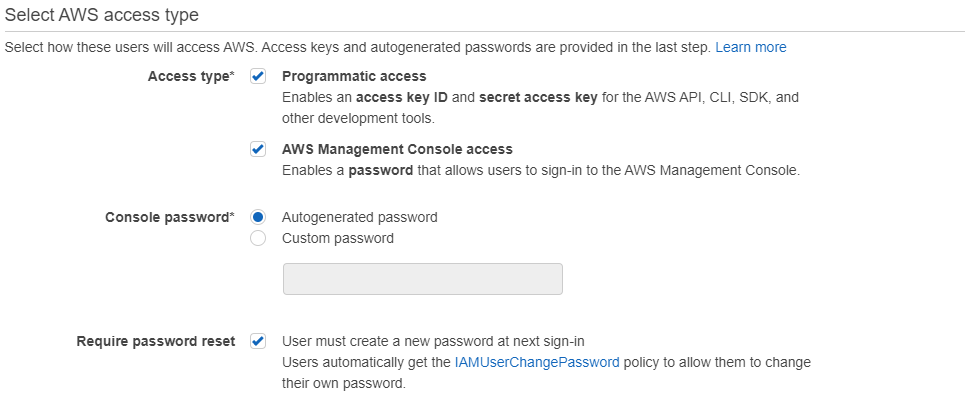 Select AWS access type
Select how these users will access AWS. Access keys and autogenerated passwords are provided in the last step. Learn more
Access type* Programmatic access
Enables an access key ID and secret access key for the AWS API, CLI, SDK, and
other development tools.
AWS Management Console access
Enables a password that allows users to sign-in to the AWS Management Console.
Console password* Autogenerated password
Custom password
Require password reset User must create a new password at next sign-in
Users automatically get the IAMUserChangePassword policy to allow them to change
their own password.